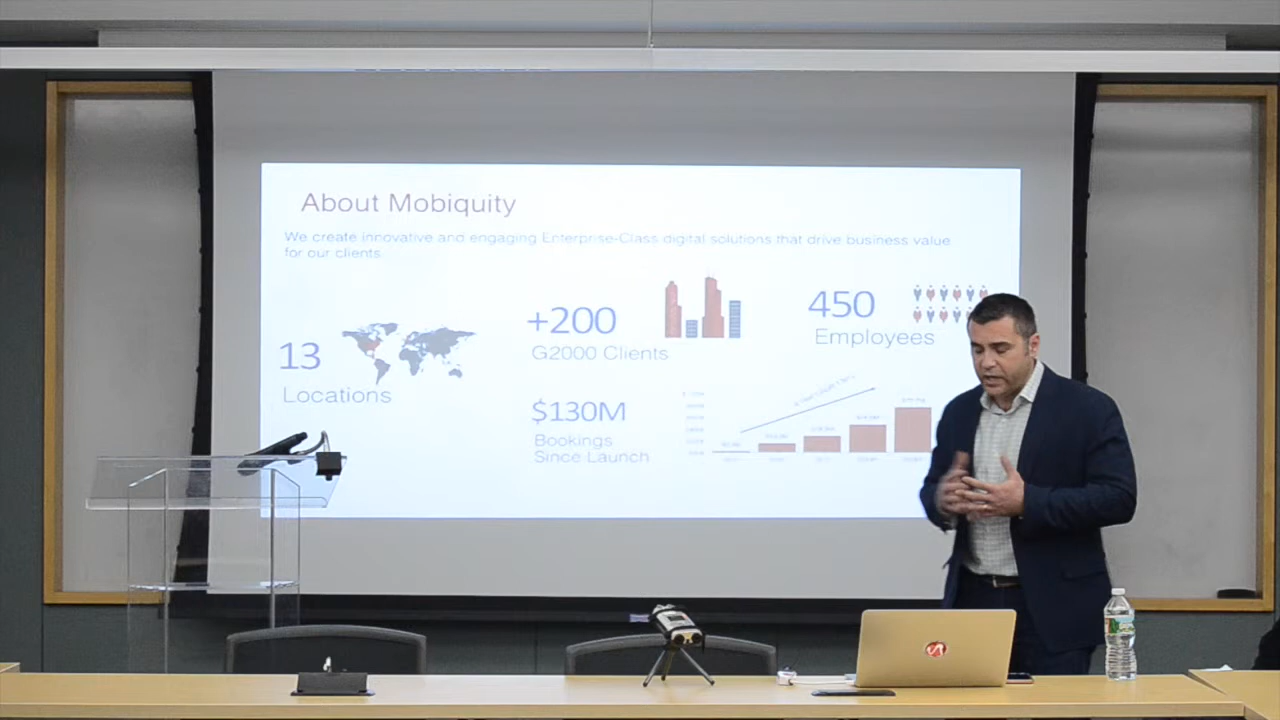 About Mobiquity
We create innovative and engaging Enterprise-Class digital solutions that drive business value
for our clients
13
Locations
+200
G2000 Clients
450
Employees
$130M
Bookings
Since Launch